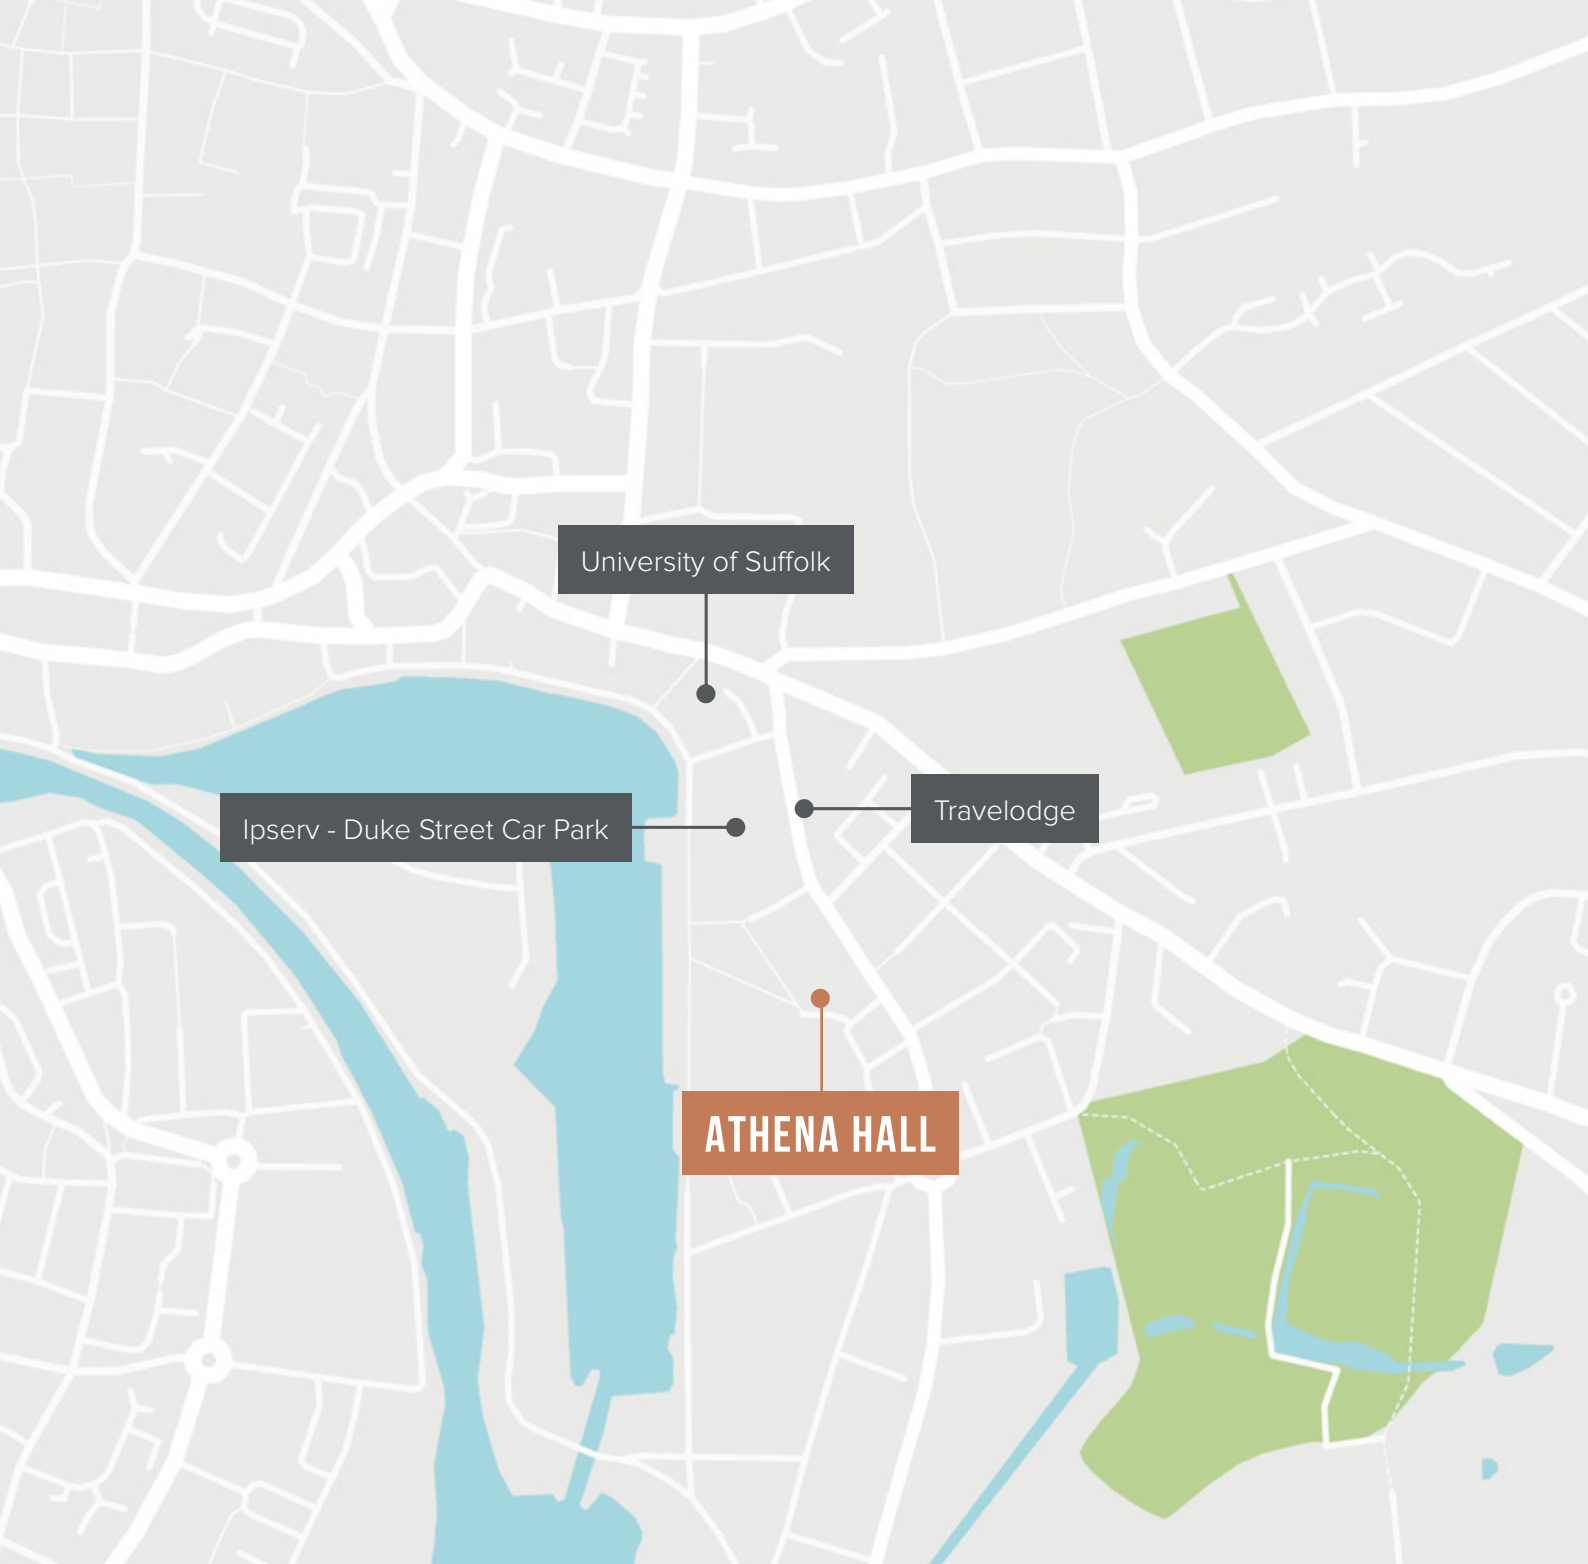 University of Suffolk
Travelodge
Ipserv - Duke Street Car Park
ATHENA HALL